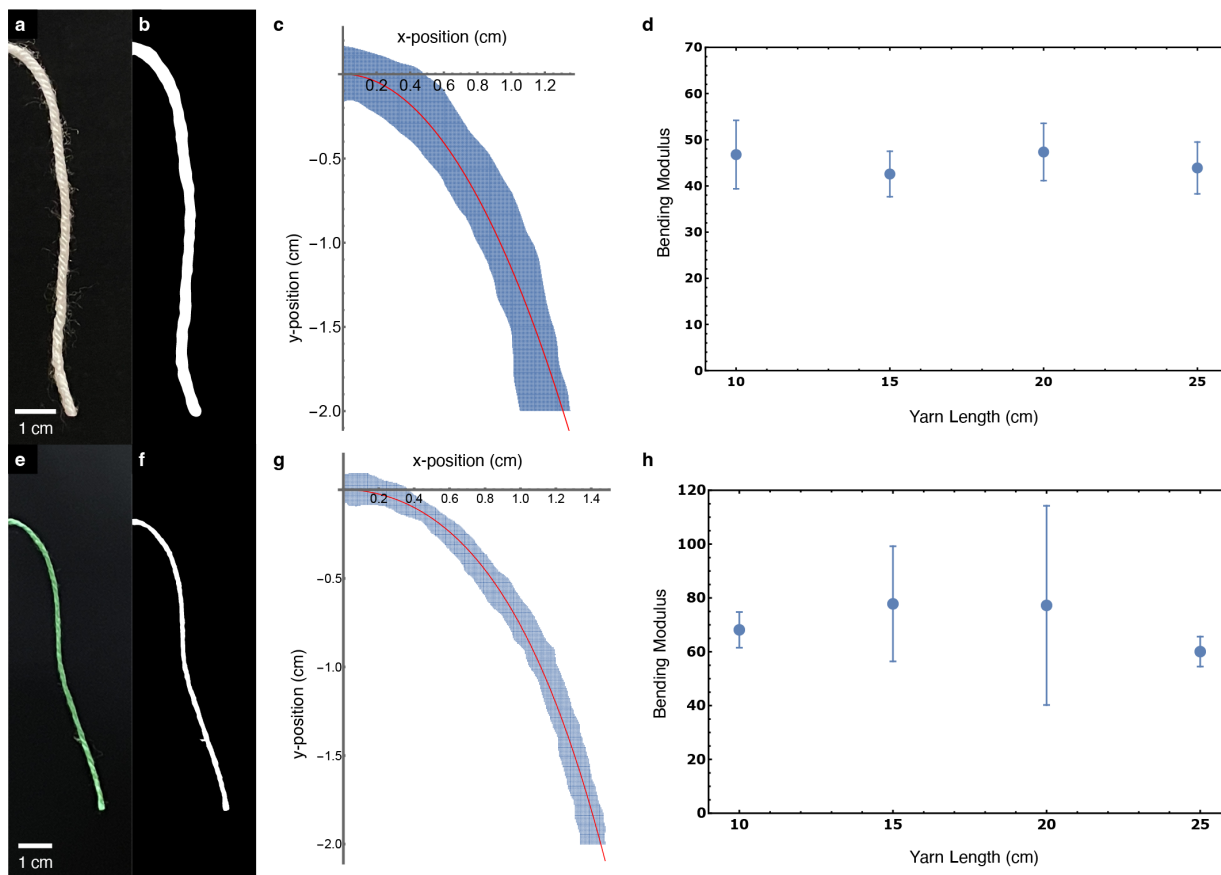 a
b
1 cm
c
x-position (cm)
0.2 0.4 0.6 0.8 1.0 1.2
−0.5
−1.0
−1.5
−2.0
y-position (cm)
d
70
60
50
40
30
20
10
0
10 15 20 25
Bending Modulus
Yarn Length (cm)
e
f
1 cm
g
x-position (cm)
0.2 0.4 0.6 0.8 1.0 1.2 1.4
−0.5
−1.0
−1.5
−2.0
y-position (cm)
h
120
100
80
60
40
20
0
10 15 20 25
Bending Modulus
Yarn Length (cm)